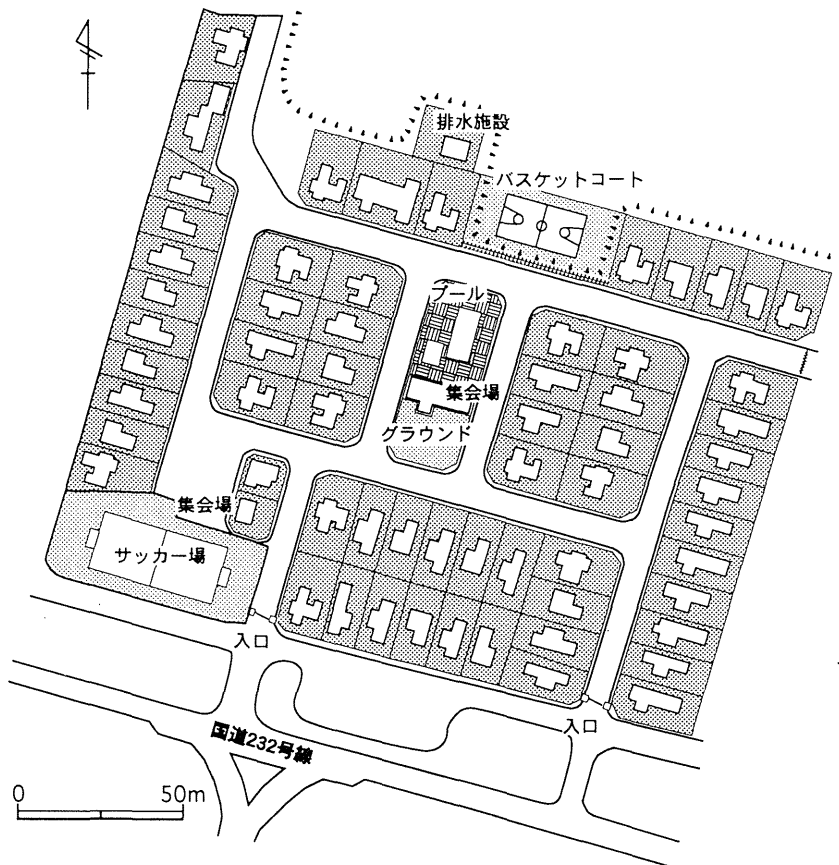 排水施設
バスケットコート
プール
集会場
グラウンド
集会場
サッカー場
入口
入口
国道232号線
0 50m